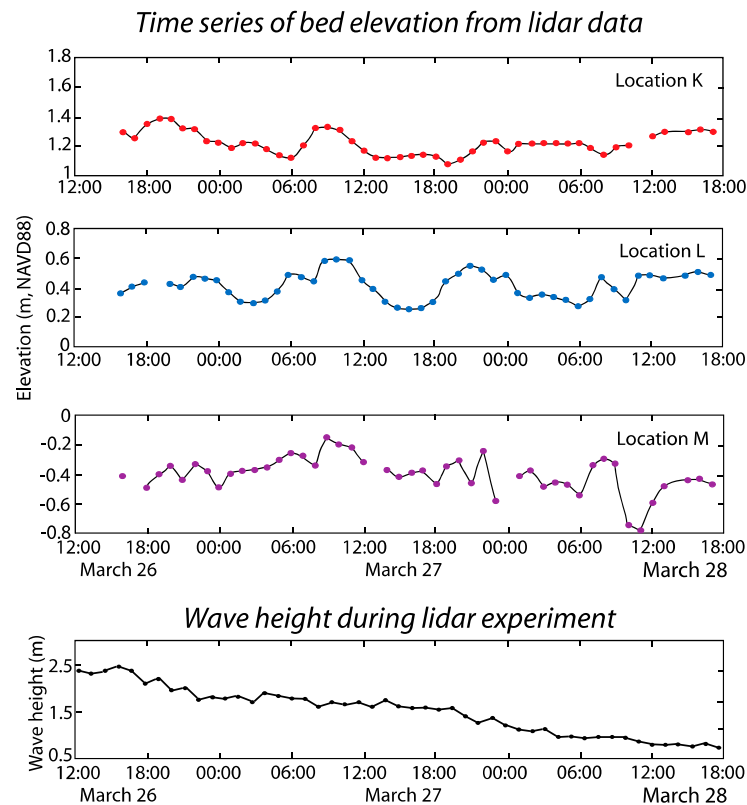 Time series of bed elevation from lidar data
1.8
1.6
1.4
1.2
1
Location K
12:00 18:00 00:00 06:00 12:00 18:00 00:00 06:00 12:00 18:00
Elevation (m, NAVD88)
0.8
0.6
0.4
0.2
0
Location L
12:00 18:00 00:00 06:00 12:00 18:00 00:00 06:00 12:00 18:00
0
-0.2
-0.4
-0.6
-0.8
Location M
12:00 18:00 00:00 06:00 12:00 18:00 00:00 06:00 12:00 18:00
March 26 March 27 March 28
Wave height during lidar experiment
Wave height (m)
2.5
1.5
0.5
12:00 18:00 00:00 06:00 12:00 18:00 00:00 06:00 12:00 18:00
March 26 March 27 March 28